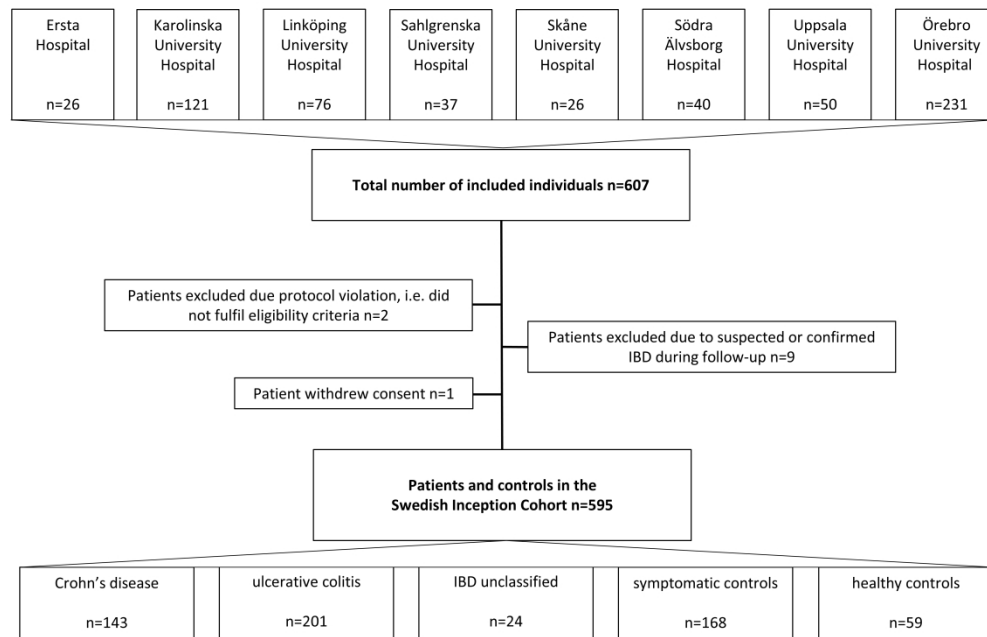 Ersta
Hospital
n=26
Karolinska
University
Hospital
n=121
Linköping
University
Hospital
n=76
Sahlgrenska
University
Hospital
n=37
Skåne
University
Hospital
n=26
Södra
Älvsborg
Hospital
n=40
Uppsala
University
Hospital
n=50
Örebro
University
Hospital
n=231
Total number of included individuals n=607
Patients excluded due protocol violation, i.e. did
not fulfil eligibility criteria n=2
Patients excluded due to suspected or confirmed
IBD during follow-up n=9
Patient withdrew consent n=1
Patients and controls in the
Swedish Inception Cohort n=595
Crohn's disease
n=143
ulcerative colitis
n=201
IBD unclassified
n=24
symptomatic controls
n=168
healthy controls
n=59